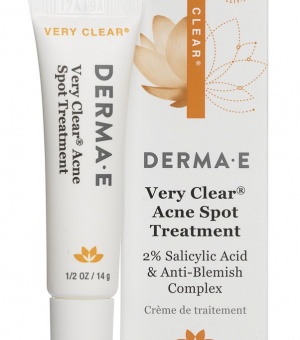 VERY CLEAR®
DERMA·E
Very Clear® Acne
Spot Treatment
1/2 OZ / 14 g
CLEAR®
DERMA·E
Very Clear®
Acne Spot
Treatment
2% Salicylic Acid
& Anti-Blemish
Complex
Crème de traitement